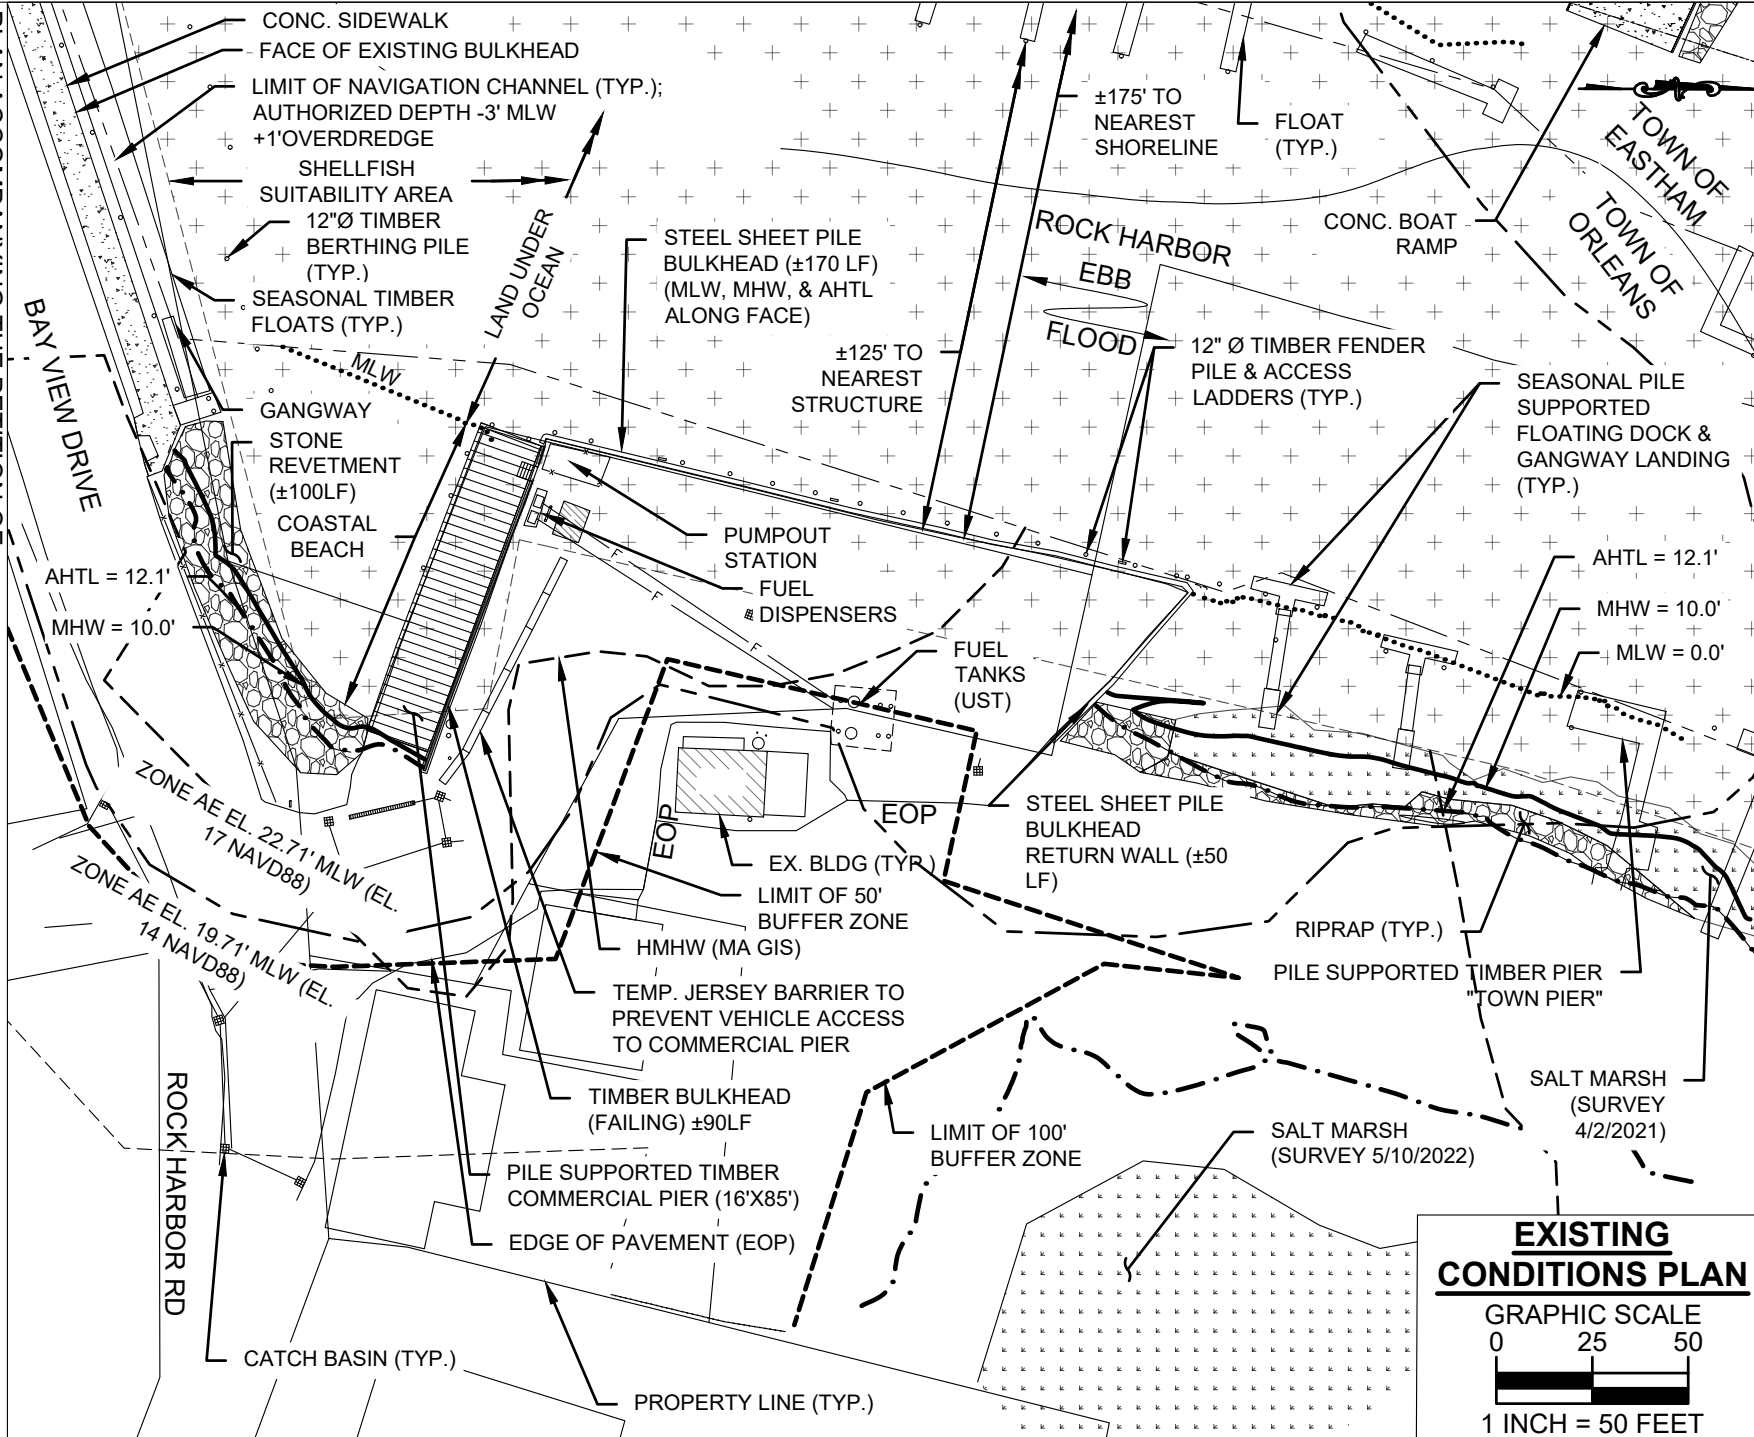 CONC. SIDEWALK
FACE OF EXISTING BULKHEAD
LIMIT OF NAVIGATION CHANNEL (TYP.);
AUTHORIZED DEPTH -3' MLW
+1'OVERDREDGE
SHELLFISH
SUITABILITY AREA
12"Ø TIMBER
BERTHING PILE
(TYP.)
SEASONAL TIMBER
FLOATS (TYP.)
LAND UNDER
OCEAN
MLW
BAY VIEW DRIVE
GANGWAY
STONE
REVETMENT
(±100LF)
COASTAL
BEACH
AHTL = 12.1'
MHW = 10.0'
STEEL SHEET PILE
BULKHEAD (±170 LF)
(MLW, MHW, & AHTL
ALONG FACE)
±125' TO
NEAREST
STRUCTURE
±175' TO
NEAREST
SHORELINE
FLOAT
(TYP.)
ROCK HARBOR
EBB
FLOOD
CONC. BOAT
RAMP
TOWN OF
EASTHAM
TOWN OF
ORLEANS
12" Ø TIMBER FENDER
PILE & ACCESS
LADDERS (TYP.)
SEASONAL PILE
SUPPORTED
FLOATING DOCK &
GANGWAY LANDING
(TYP.)
AHTL = 12.1'
MHW = 10.0'
MLW = 0.0'
PUMPOUT
STATION
FUEL
DISPENSERS
F
F
F
FUEL
TANKS
(UST)
ZONE AE EL. 22.71' MLW (EL.
17 NAVD88)
ZONE AE EL. 19.71' MLW (EL.
14 NAVD88)
EOP
EOP
EX. BLDG (TYP.)
LIMIT OF 50'
BUFFER ZONE
HMHW (MA GIS)
TEMP. JERSEY BARRIER TO
PREVENT VEHICLE ACCESS
TO COMMERCIAL PIER
TIMBER BULKHEAD
(FAILING) ±90LF
PILE SUPPORTED TIMBER
COMMERCIAL PIER (16'X85')
EDGE OF PAVEMENT (EOP)
STEEL SHEET PILE
BULKHEAD
RETURN WALL (±50
LF)
RIPRAP (TYP.)
PILE SUPPORTED TIMBER PIER
"TOWN PIER"
SALT MARSH
(SURVEY
4/2/2021)
LIMIT OF 100'
BUFFER ZONE
SALT MARSH
(SURVEY 5/10/2022)
ROCK HARBOR RD
CATCH BASIN (TYP.)
PROPERTY LINE (TYP.)
EXISTING
CONDITIONS PLAN
GRAPHIC SCALE
0 25 50
1 INCH = 50 FEET